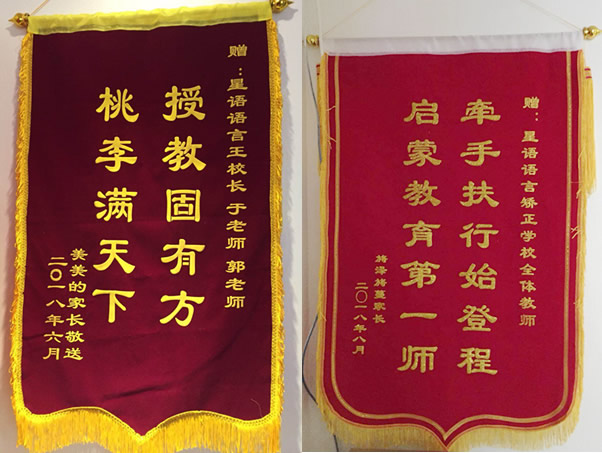 赠：星语语言王校长 于老师 郭老师
授教固有方
桃李满天下
美美的家长敬送
二〇一八年六月
赠：星语语言矫正学校全体教师
牵手扶行始登程
启蒙教育第一师
家长
二〇一八年八月